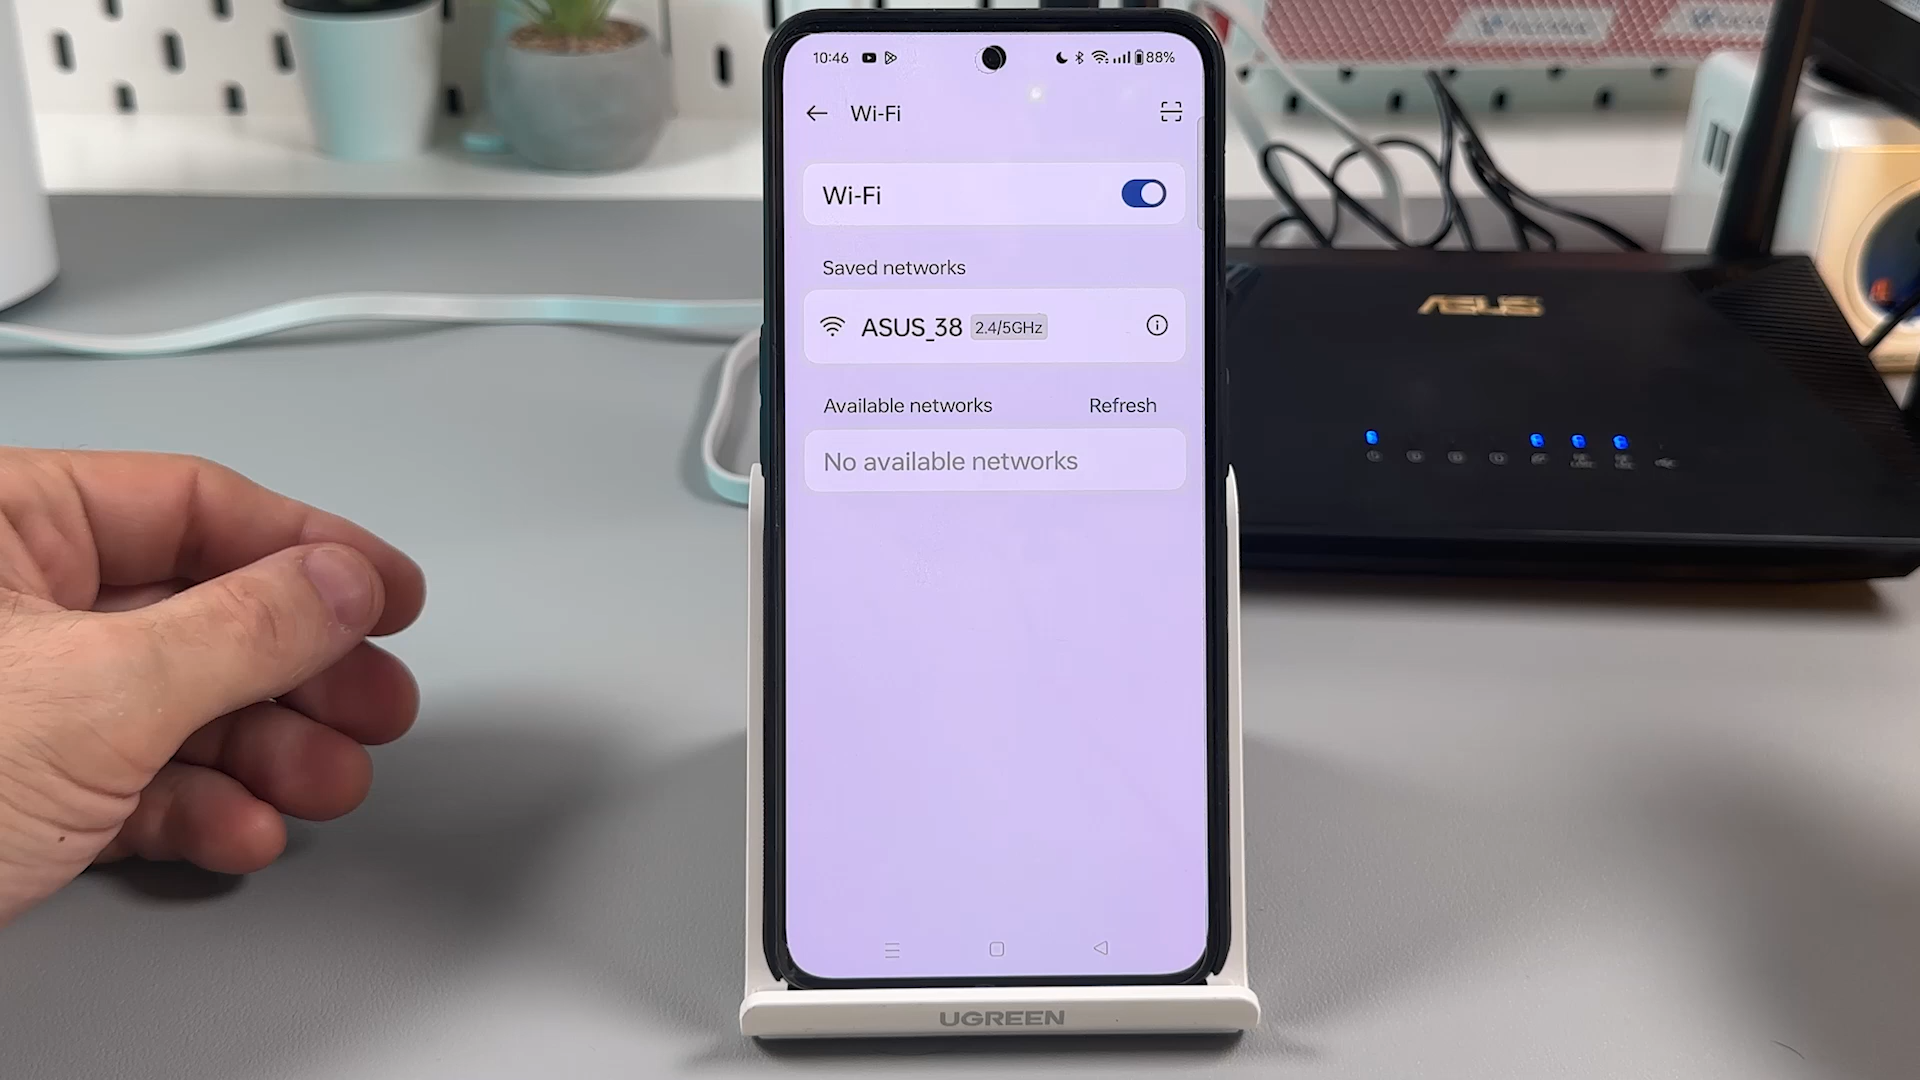 10:46
88%
Wi-Fi
Wi-Fi
Saved networks
ASUS_38 2.4/5GHz
Available networks Refresh
No available networks
ASUS
UGREEN